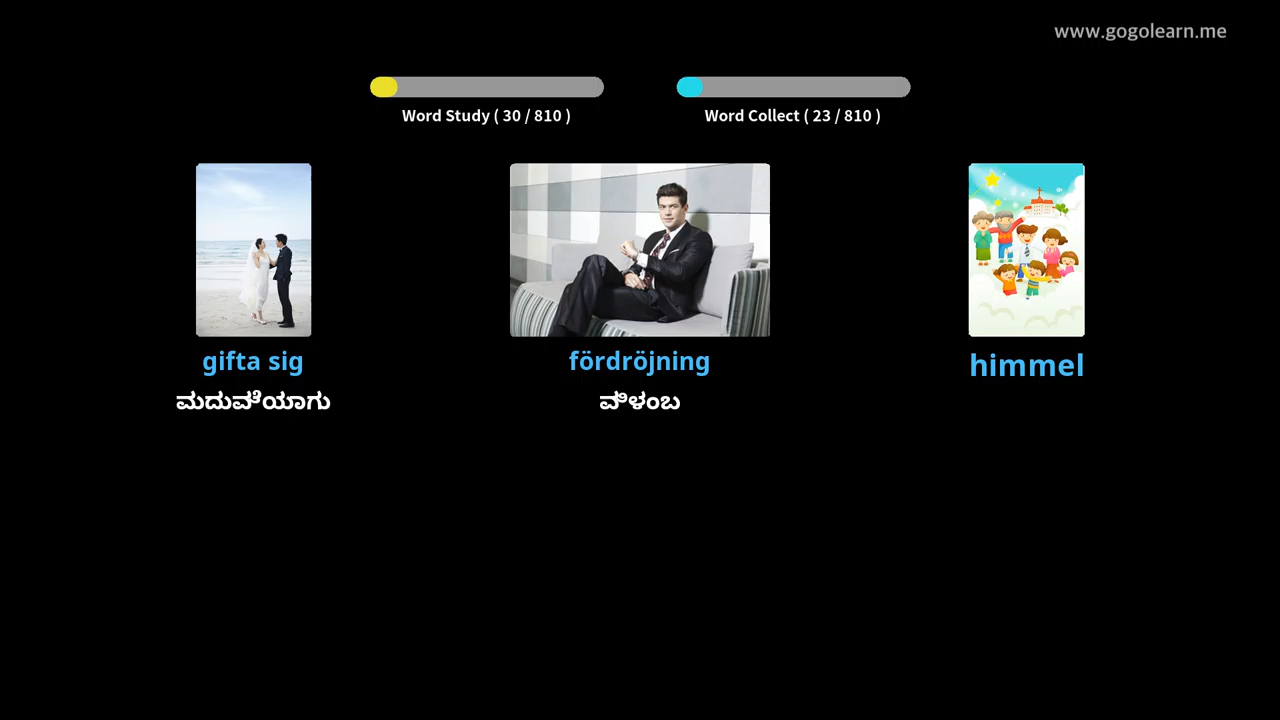 www.gogolearn.me
Word Study ( 30 / 810 )
Word Collect ( 23 / 810 )
gifta sig
fördröjning
himmel
ಮದುವೆಯಾಗು
ವಿಳಂಬ